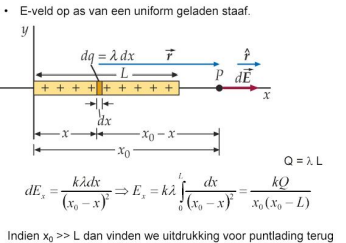 • E-veld op as van een uniform geladen staaf.
y
dq = λ dx
r⃗
r̂
L
P
dE⃗
+ + + + + + + + +
x
dx
x
x₀ − x
x₀
Q = λ L
dEₓ = kλdx / (x₀ − x)² ⇒ Eₓ = kλ ∫₀ᴸ dx / (x₀ − x)² = kQ / x₀(x₀ − L)
Indien x₀ >> L dan vinden we uitdrukking voor puntlading terug